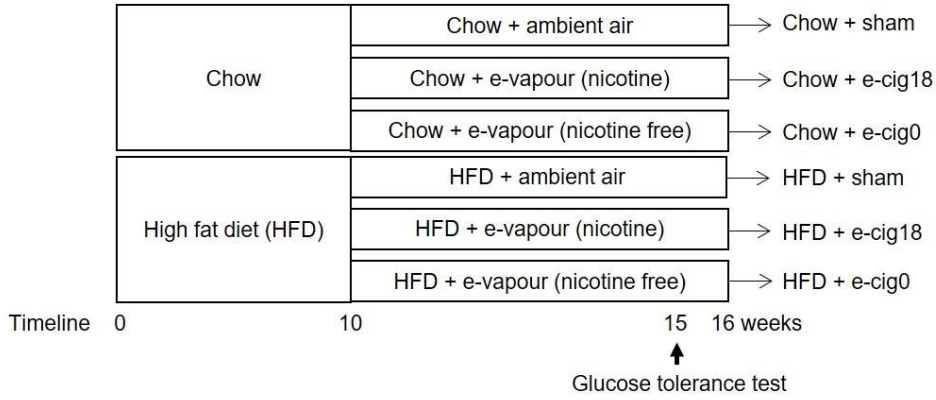 Chow
Chow + ambient air
Chow + sham
Chow + e-vapour (nicotine)
Chow + e-cig18
Chow + e-vapour (nicotine free)
Chow + e-cig0
High fat diet (HFD)
HFD + ambient air
HFD + sham
HFD + e-vapour (nicotine)
HFD + e-cig18
HFD + e-vapour (nicotine free)
HFD + e-cig0
Timeline 0 10 15 16 weeks
Glucose tolerance test